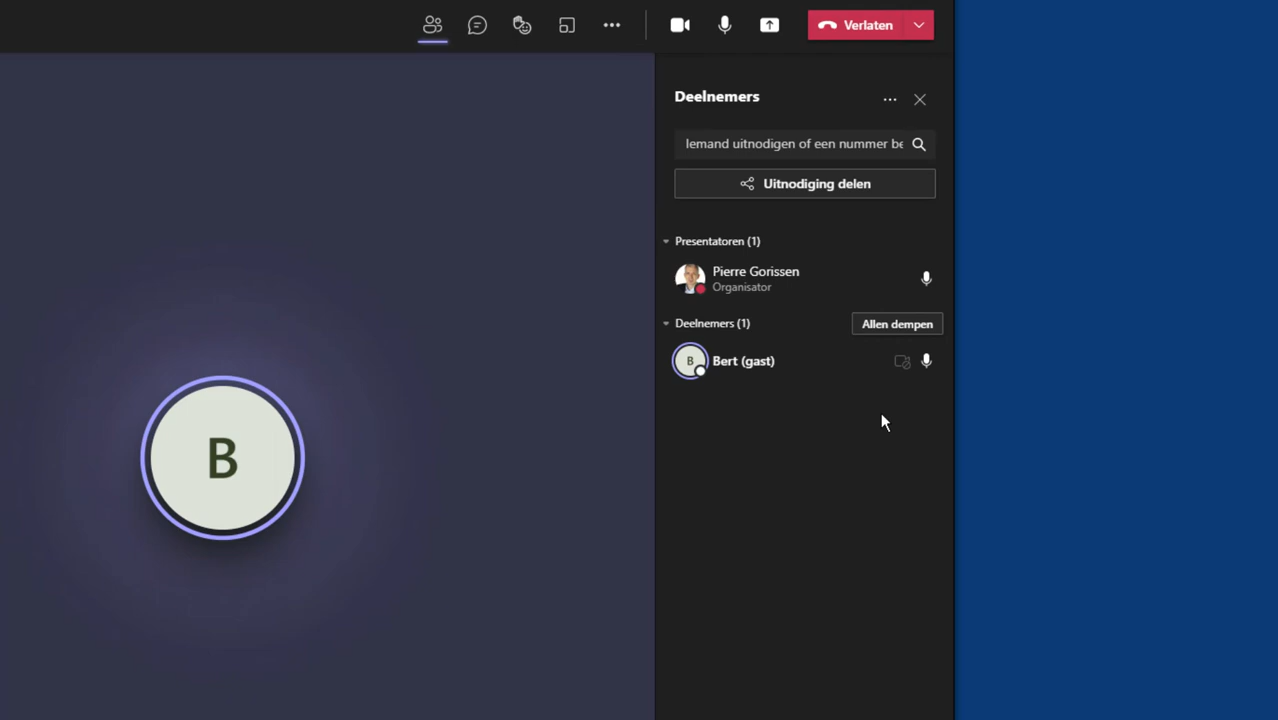 Verlaten
Deelnemers
Iemand uitnodigen of een nummer be
Uitnodiging delen
Presentatoren (1)
Pierre Gorissen
Organisator
Deelnemers (1)
Allen dempen
B
Bert (gast)
B